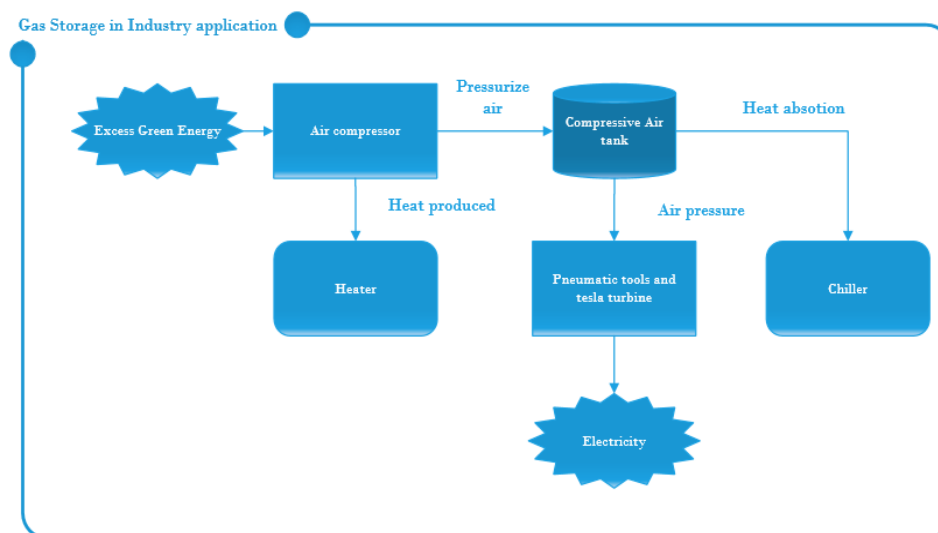 Gas Storage in Industry application
Excess Green Energy
Air compressor
Pressurize
air
Compressive Air
tank
Heat absotion
Heat produced
Air pressure
Heater
Pneumatic tools and
tesla turbine
Chiller
Electricity